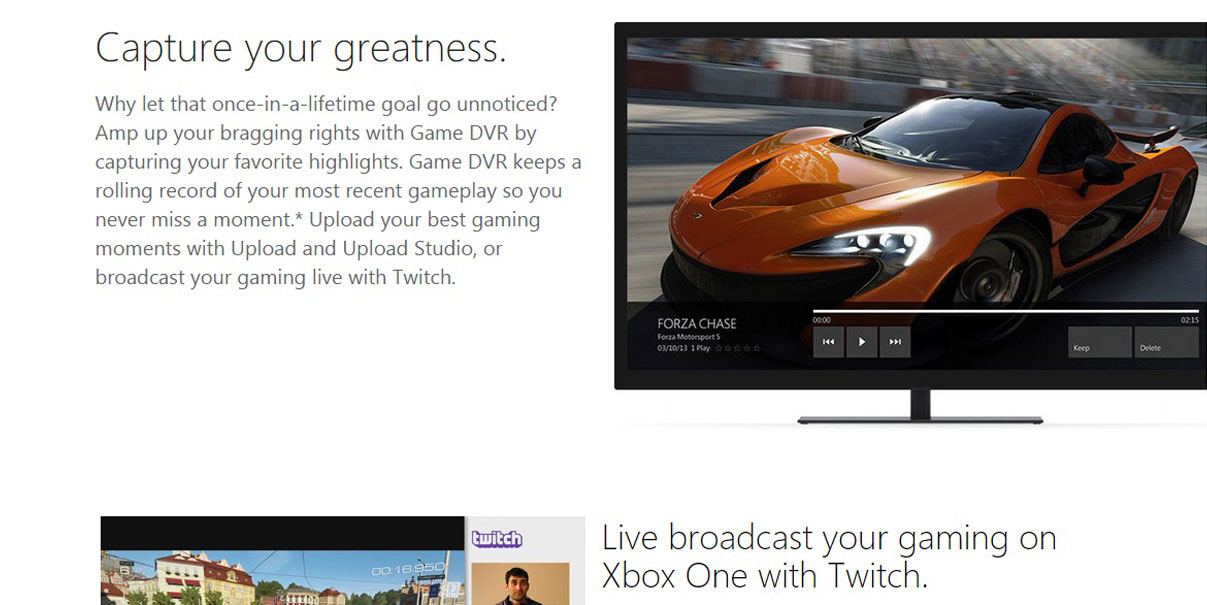 Capture your greatness.
Why let that once-in-a-lifetime goal go unnoticed?
Amp up your bragging rights with Game DVR by
capturing your favorite highlights. Game DVR keeps a
rolling record of your most recent gameplay so you
never miss a moment.* Upload your best gaming
moments with Upload and Upload Studio, or
broadcast your gaming live with Twitch.
00:00
02:15
FORZA CHASE
Forza Motorsport 5
03/10/13 1 Play
Keep
Delete
twitch
00:16.950
6
Live broadcast your gaming on
Xbox One with Twitch.